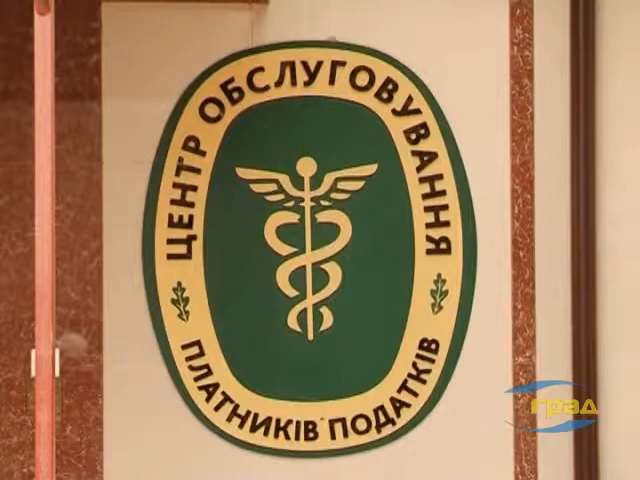 ЦЕНТР ОБСЛУГОВУВАННЯ
ПЛАТНИКІВ ПОДАТКІВ
град